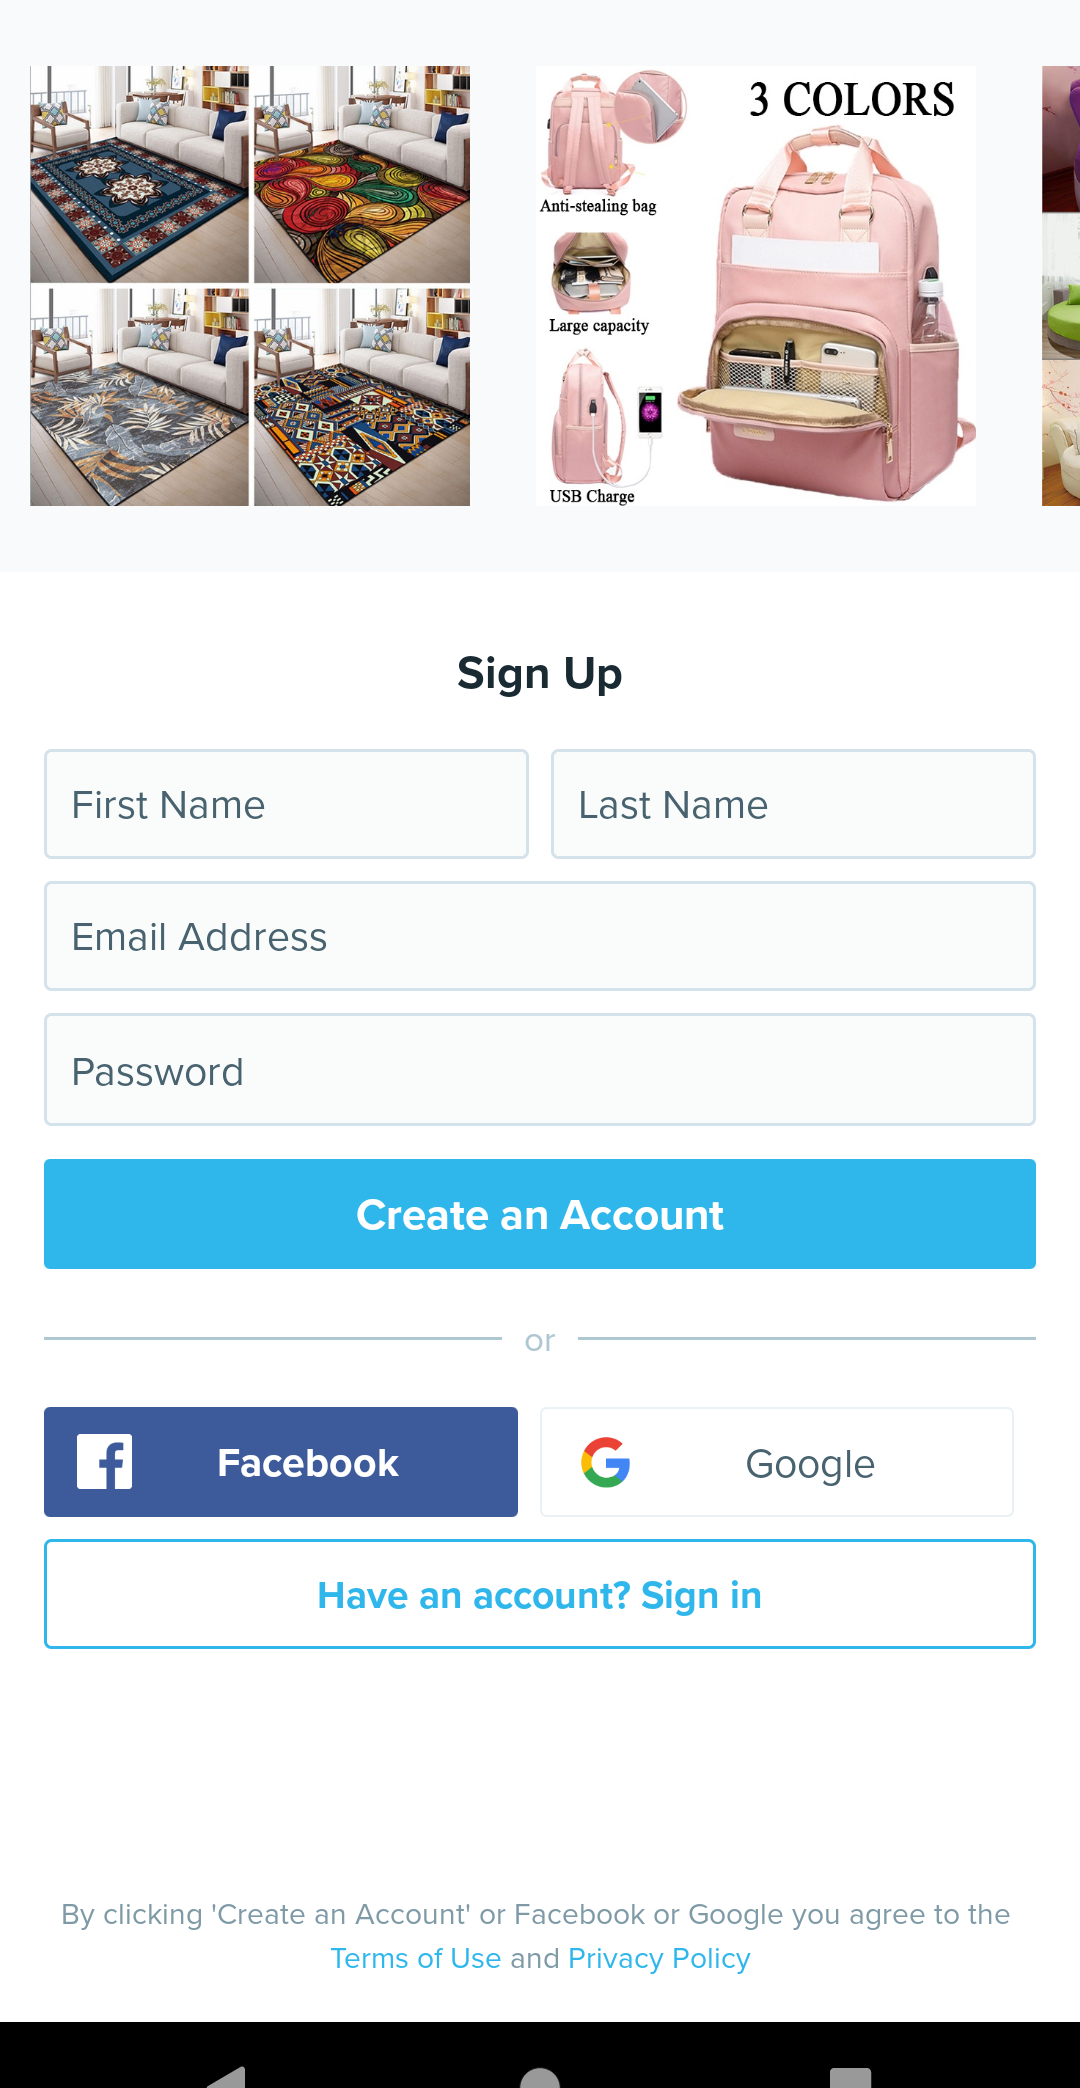 3 COLORS
Anti-stealing bag
Large capacity
USB Charge
Sign Up
First Name
Last Name
Email Address
Password
Create an Account
or
Facebook
Google
Have an account? Sign in
By clicking 'Create an Account' or Facebook or Google you agree to the
Terms of Use and Privacy Policy